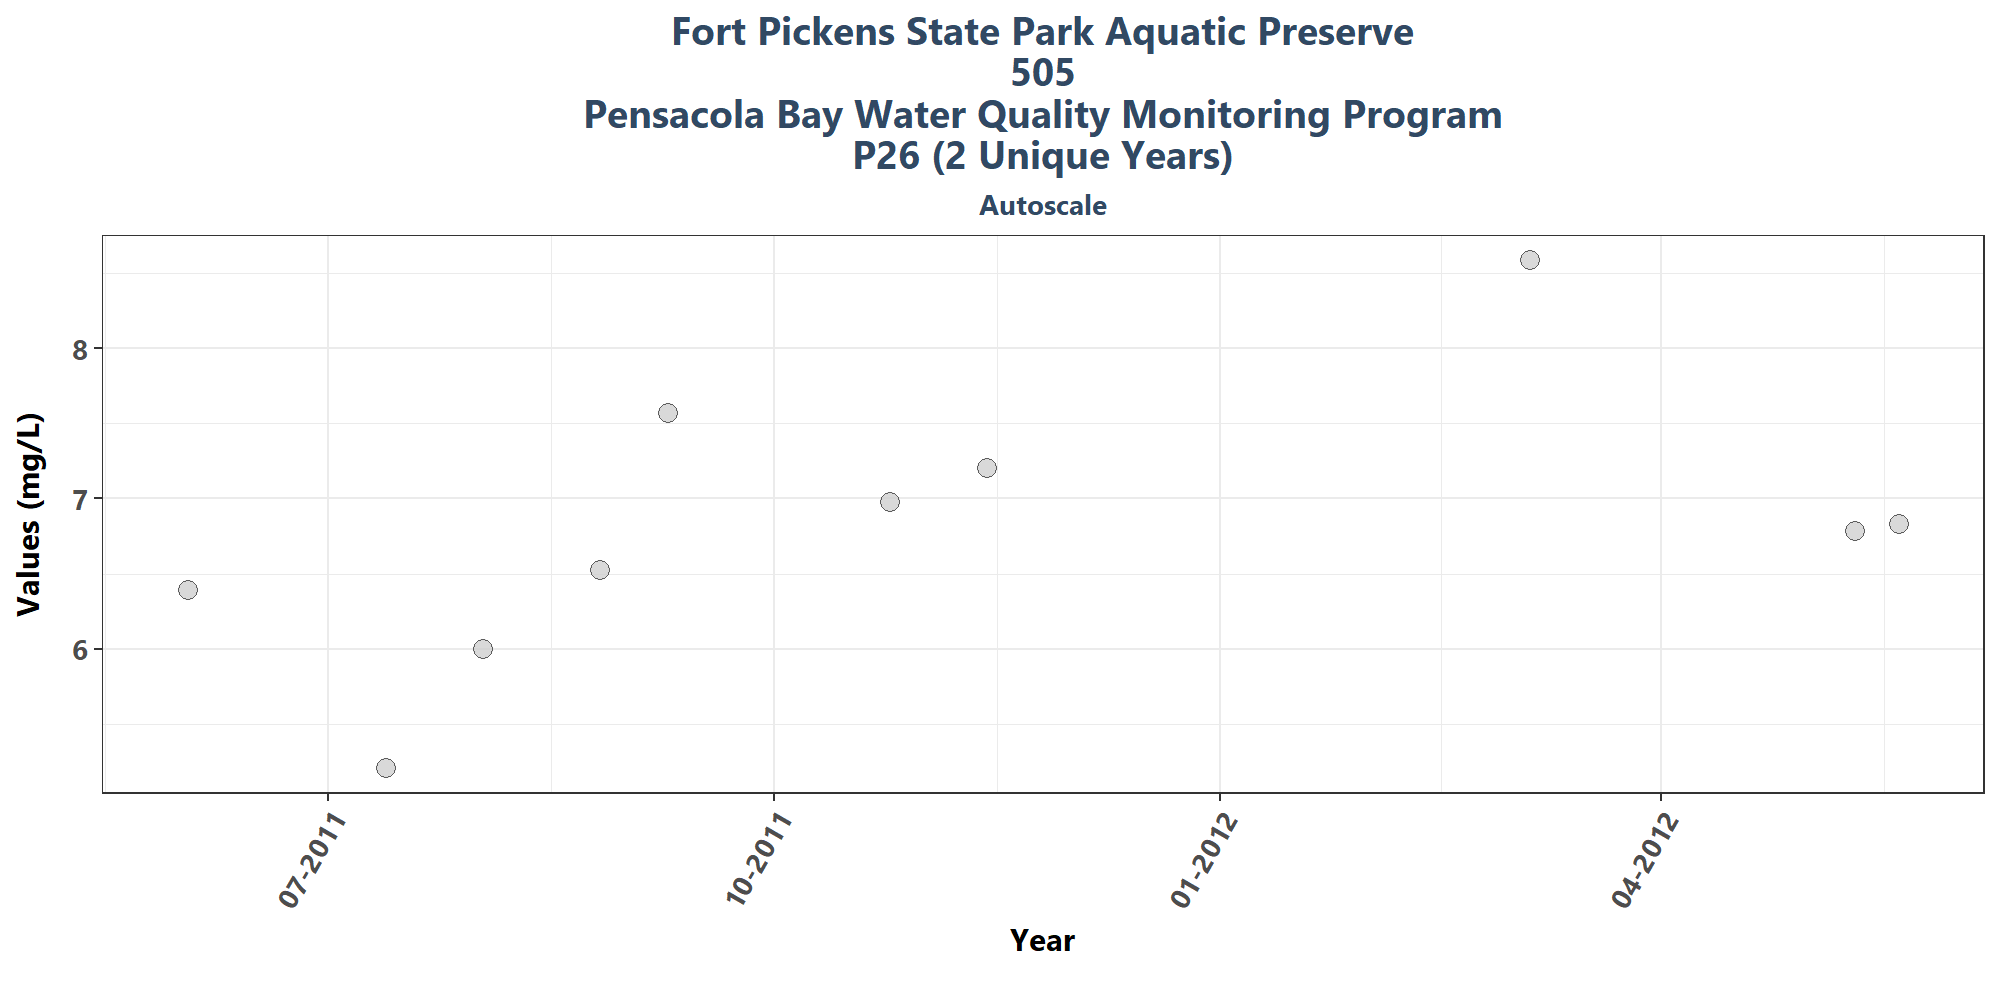 Fort Pickens State Park Aquatic Preserve
505
Pensacola Bay Water Quality Monitoring Program
P26 (2 Unique Years)
Autoscale
Values (mg/L)
8
7
6
07-2011
10-2011
01-2012
04-2012
Year